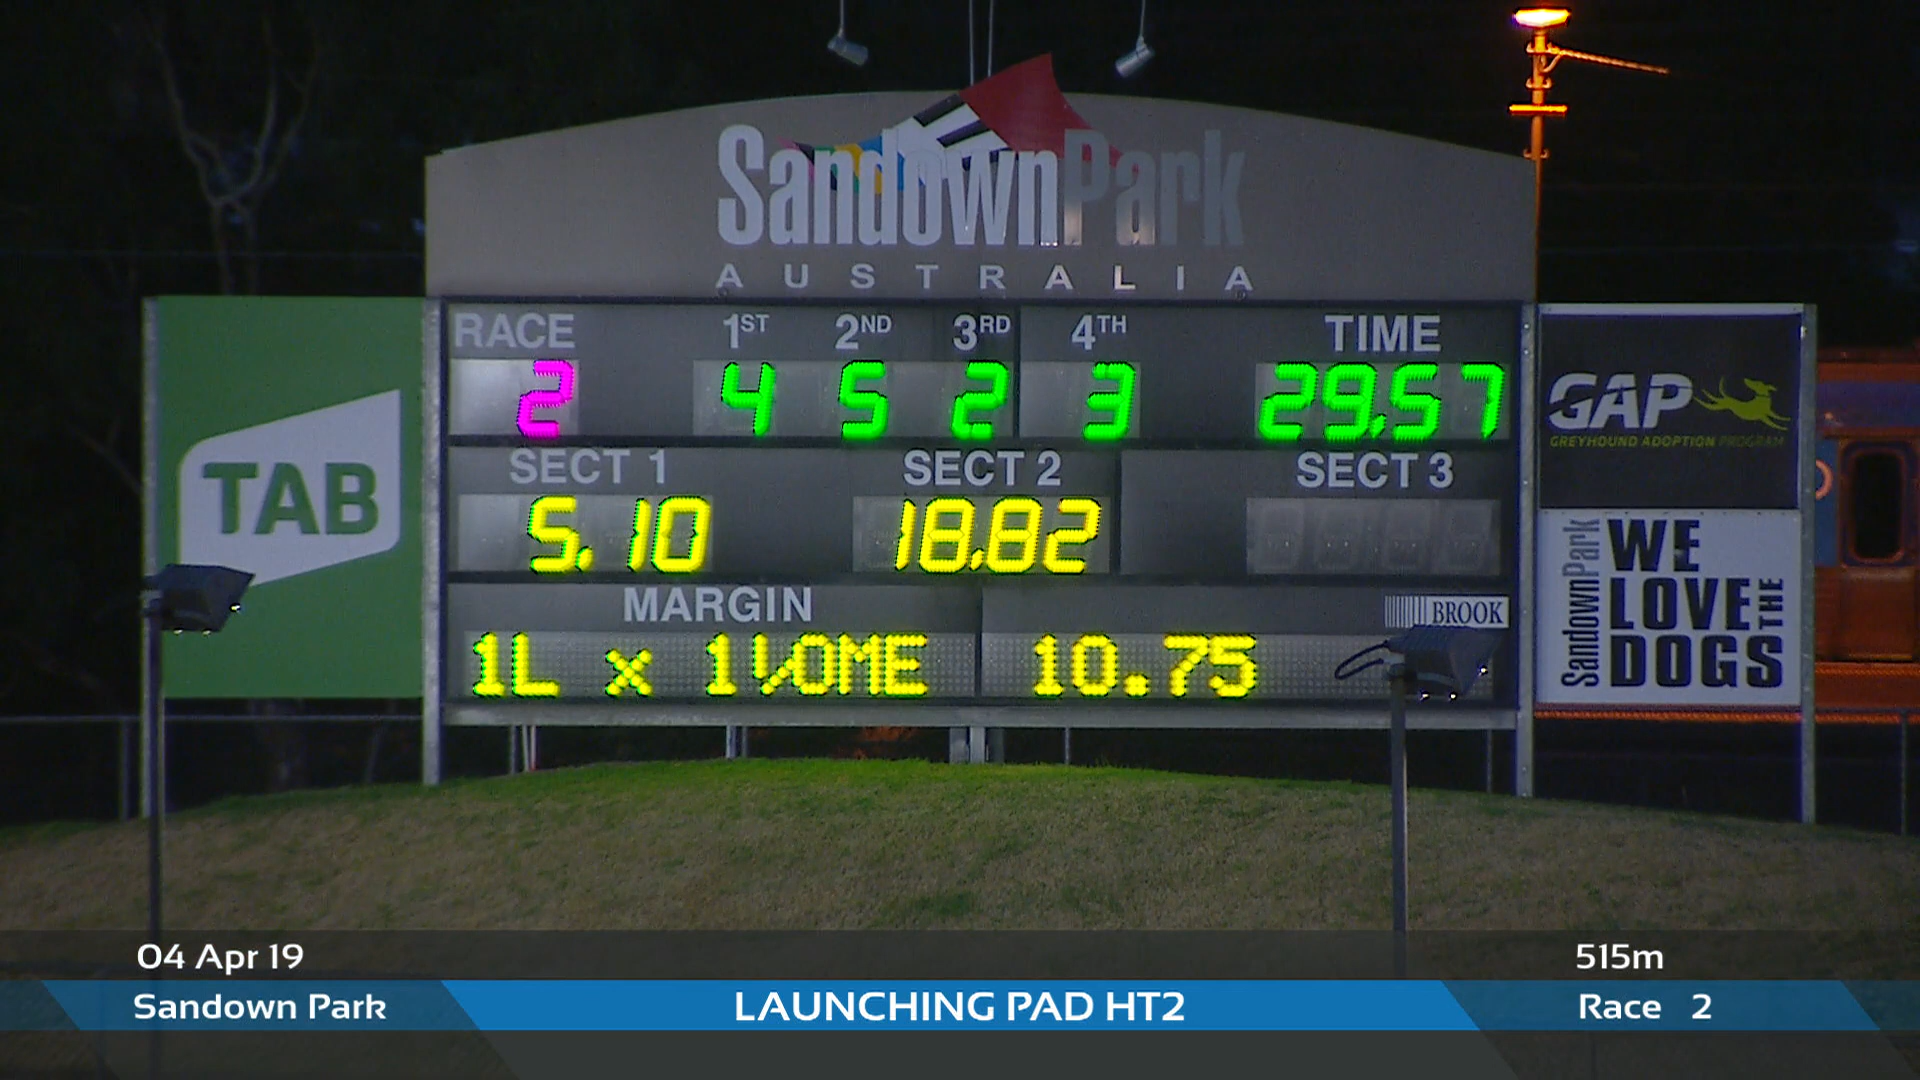 SandownPark
AUSTRALIA
RACE 1ST 2ND 3RD 4TH TIME
2 4 5 2 3 29.57
SECT 1 SECT 2 SECT 3
5.10 18.82
MARGIN
BROOK
1L x 10.75
TAB
GAP
GREYHOUND ADOPTION PROGRAM
SandownPark
WE
LOVE THE
DOGS
04 Apr 19 515m
Sandown Park LAUNCHING PAD HT2 Race 2